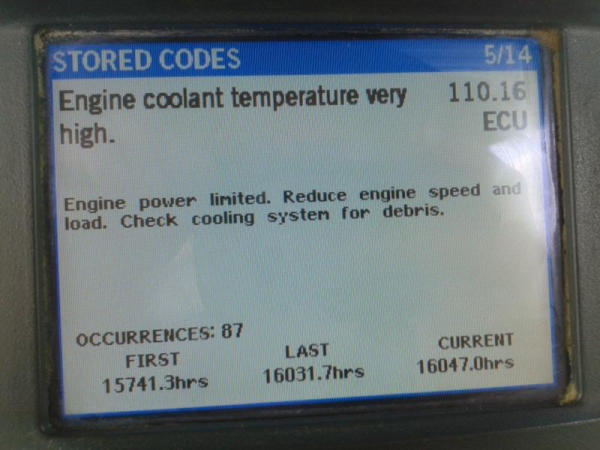 STORED CODES 5/14
Engine coolant temperature very 110.16
high. ECU
Engine power limited. Reduce engine speed and
load. Check cooling system for debris.
OCCURRENCES: 87
FIRST LAST CURRENT
15741.3hrs 16031.7hrs 16047.0hrs